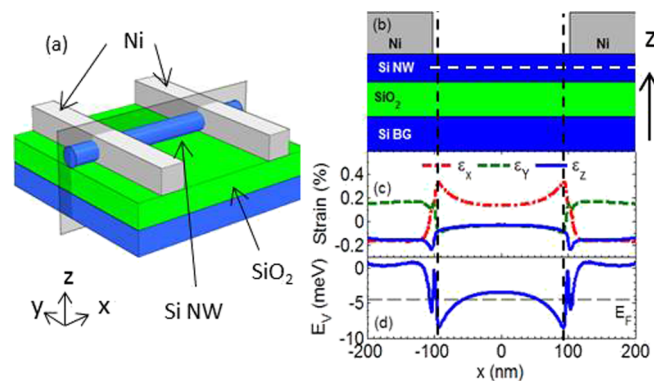 (a)
Ni
SiO2
Si NW
z
y
x
(b)
Ni
Ni
Z
Si NW
SiO2
Si BG
(c)
εX
εY
εZ
Strain (%)
0.4
0.2
0
-0.2
(d)
EV (meV)
0
-5
-10
EF
-200
-100
0
100
200
x (nm)